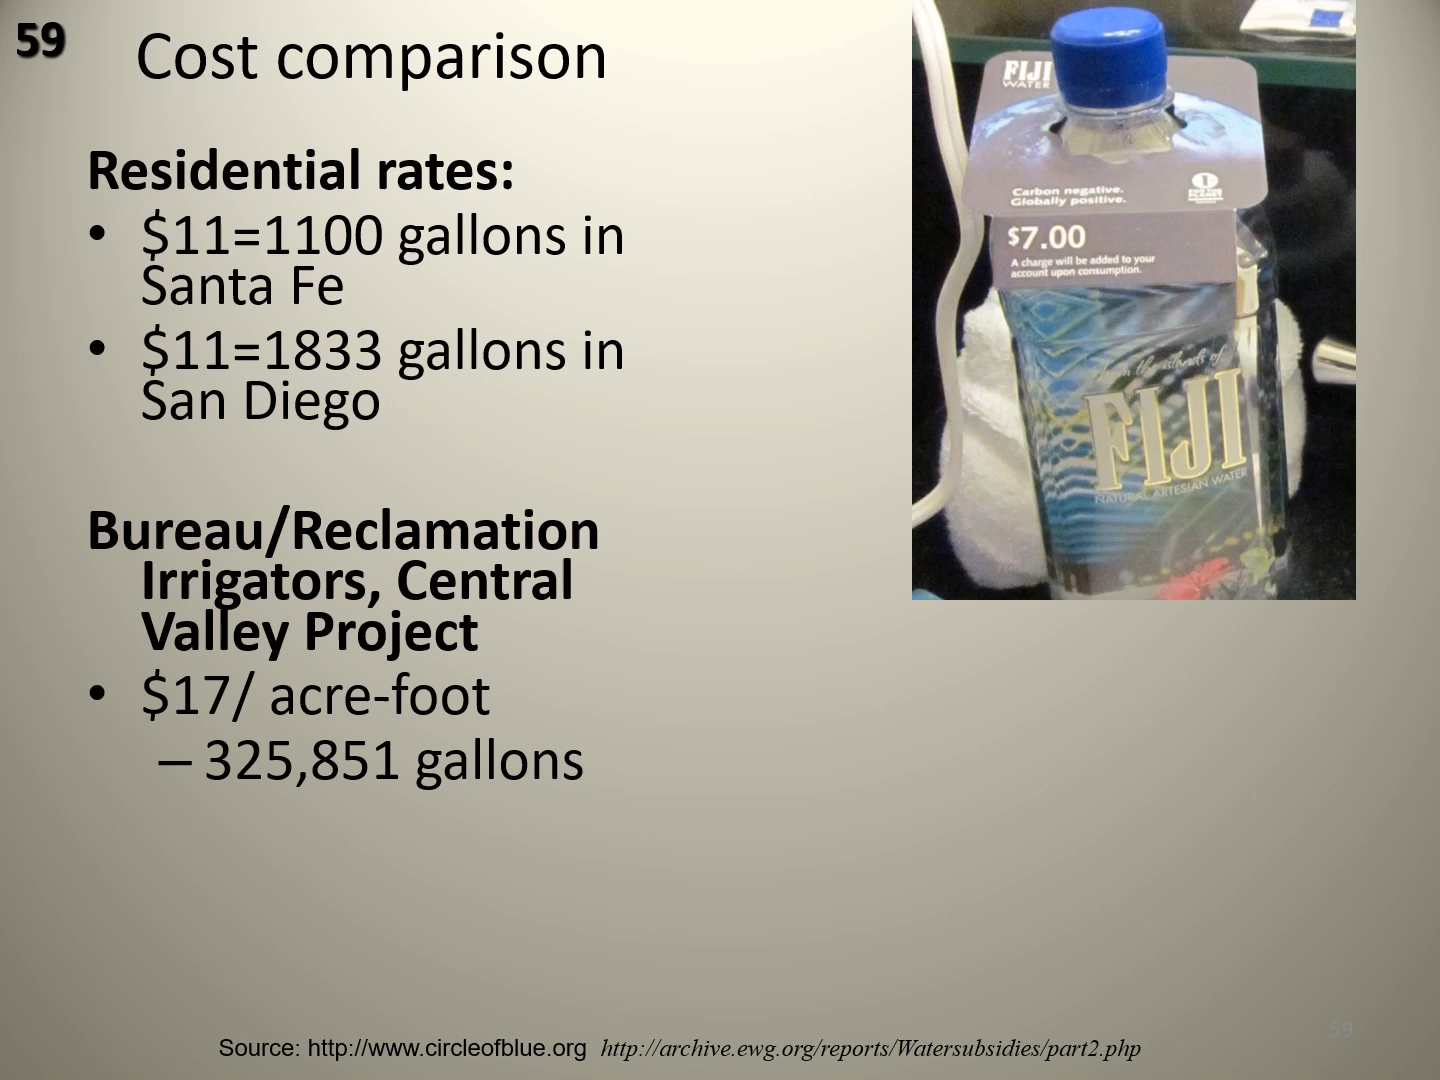 59
Cost comparison
Residential rates:
• $11=1100 gallons in
Santa Fe
• $11=1833 gallons in
San Diego
Bureau/Reclamation
Irrigators, Central
Valley Project
• $17/ acre-foot
– 325,851 gallons
FIJI
WATER
Carbon negative.
Globally positive.
$7.00
A charge will be added to your
account upon consumption.
the islands of
FIJI
NATURAL ARTESIAN WATER
59
Source: http://www.circleofblue.org http://archive.ewg.org/reports/Watersubsidies/part2.php